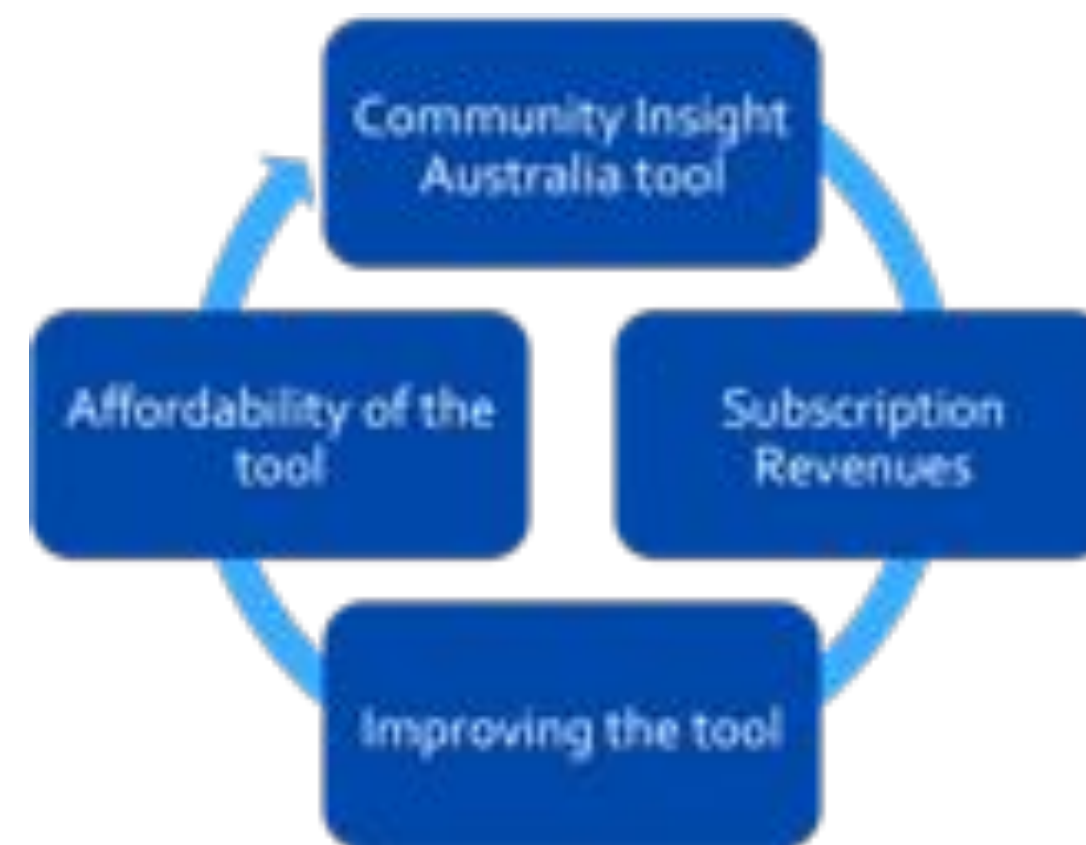 Community Insight
Australia tool
Subscription
Revenues
Improving the tool
Affordability of the
tool